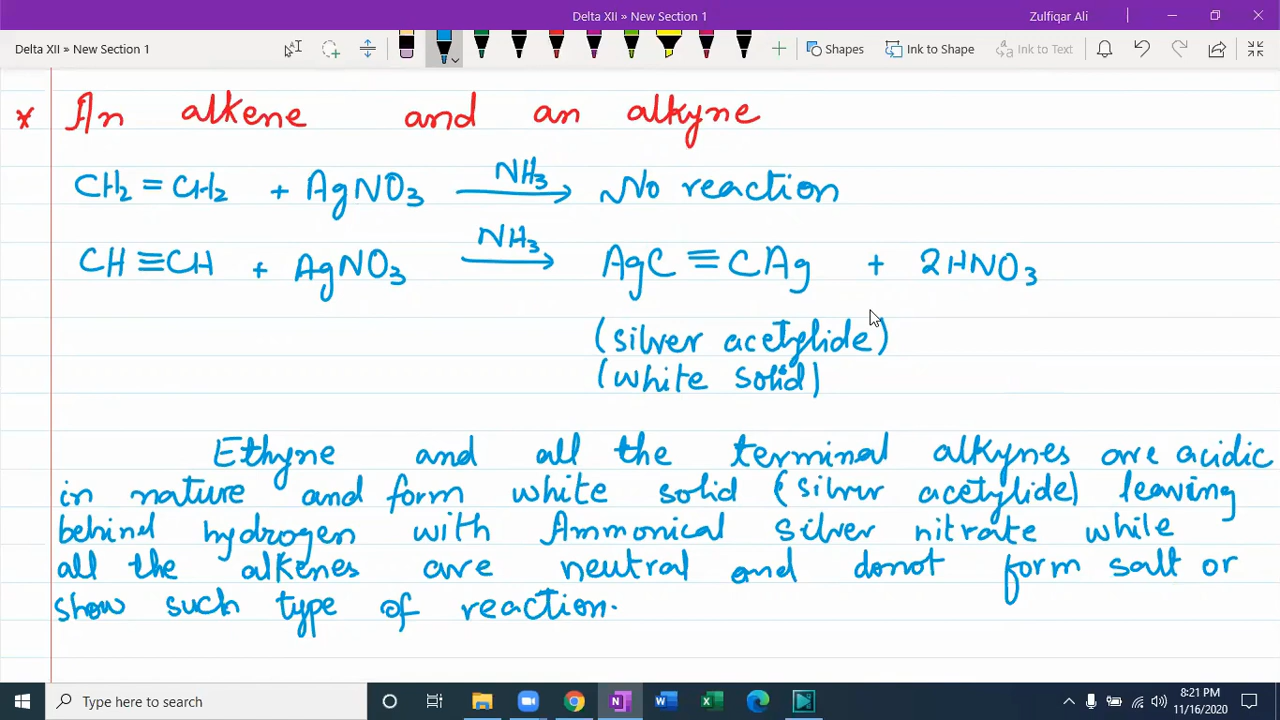 Delta XII » New Section 1
Zulfiqar Ali
Delta XII » New Section 1
Shapes
Ink to Shape
Ink to Text
* An alkene and an alkyne
CH₂ = CH₂ + AgNO₃ NH₃ → No reaction
CH ≡ CH + AgNO₃ NH₃ → AgC ≡ CAg + 2HNO₃
(silver acetylide)
(white solid)
Ethyne and all the terminal alkynes are acidic
in nature and form white solid (silver acetylide) leaving
behind hydrogen with Ammonical silver nitrate while
all the alkenes are neutral and donot form salt or
show such type of reaction.
Type here to search
8:21 PM
11/16/2020